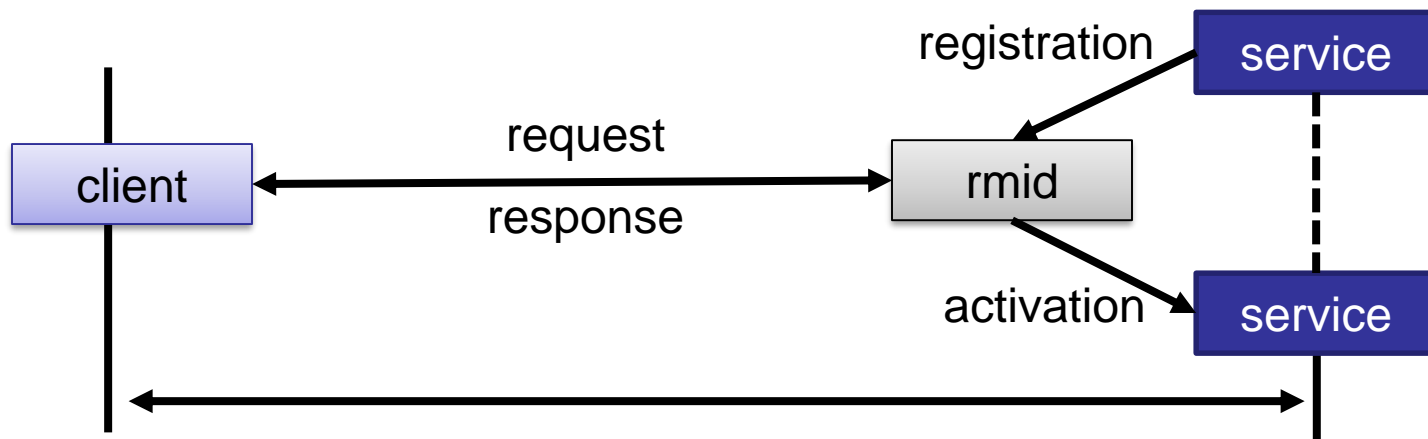 registration
service
request
client
rmid
response
activation
service